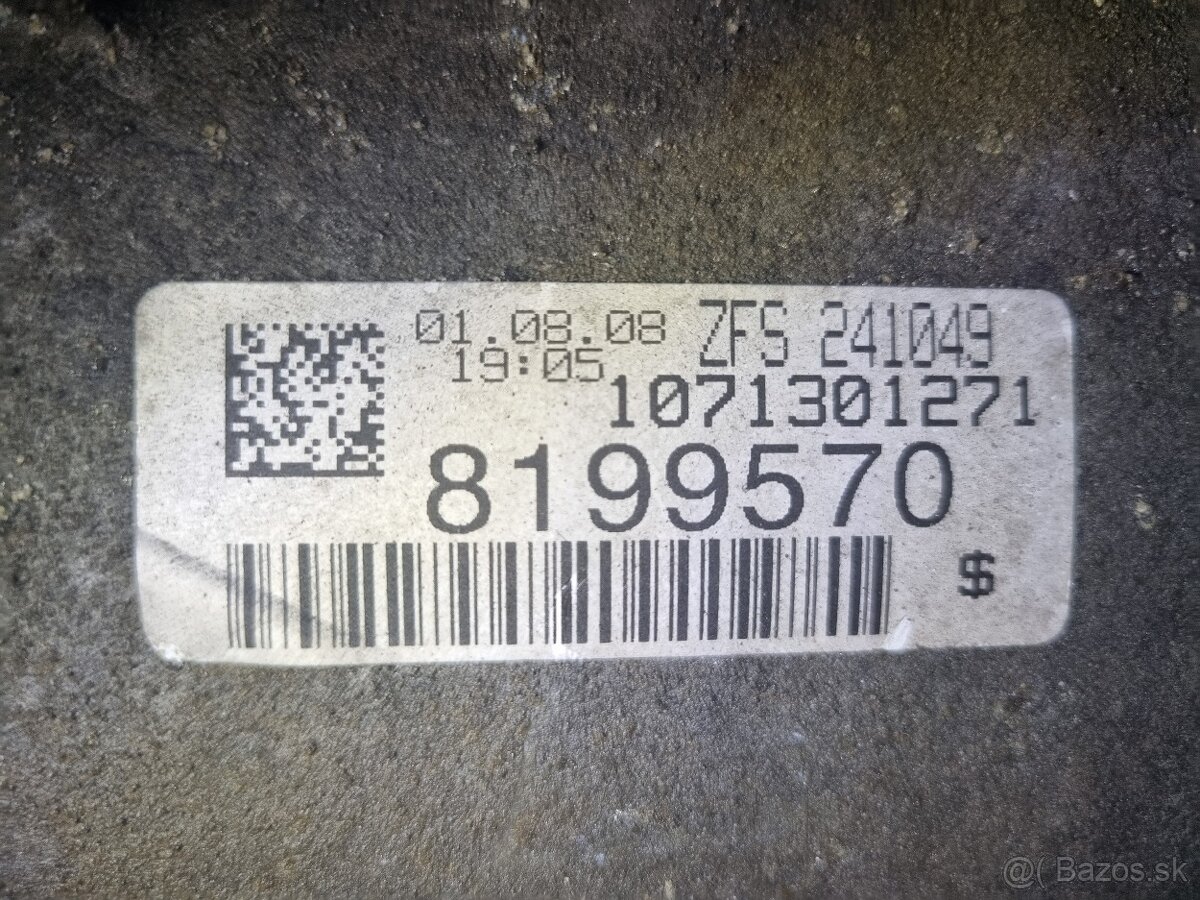 01.08.08 ZFS 241049
19:05
1071301271
8199570
$
@( Bazos.sk